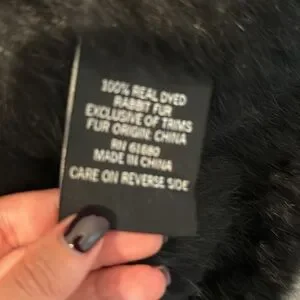 100% REAL DYED
RABBIT FUR
EXCLUSIVE OF TRIMS
FUR ORIGIN: CHINA
RN 61680
MADE IN CHINA
CARE ON REVERSE SIDE